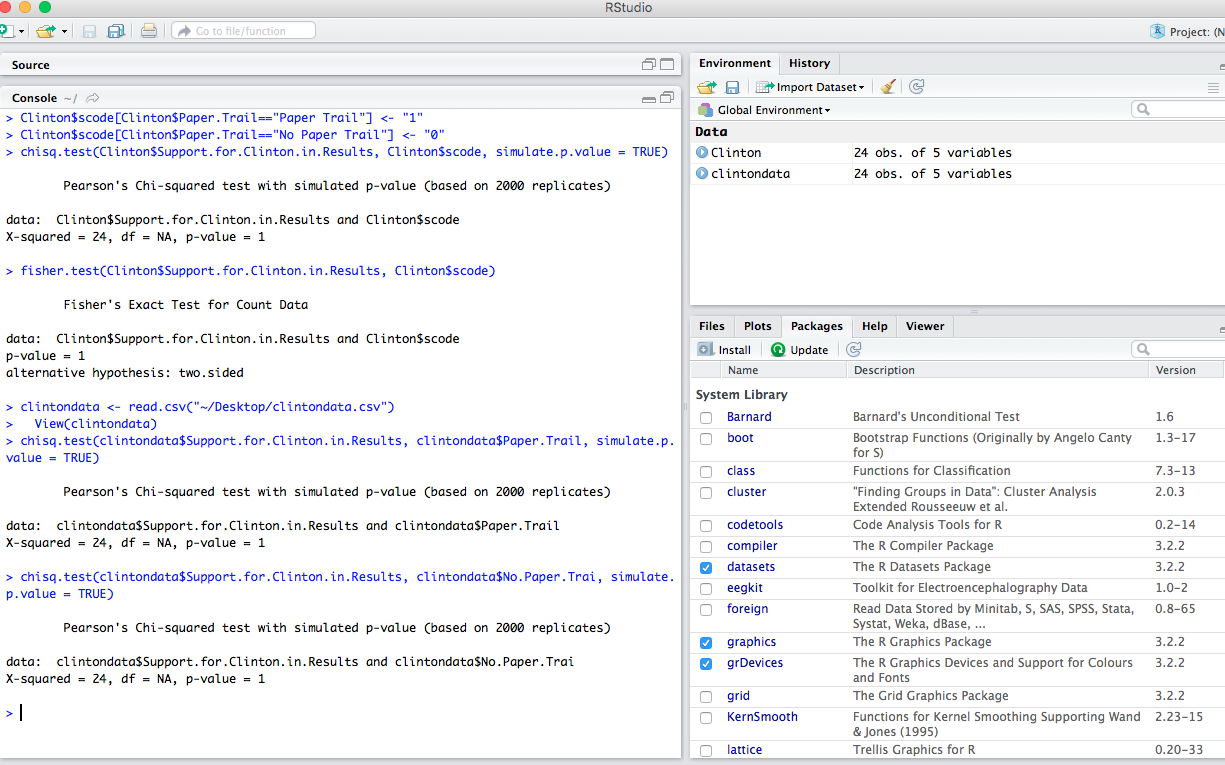 RStudio
Go to file/function
Project: (N
Source
Console ~/
> Clinton$scode[Clinton$Paper.Trail=="Paper Trail"] <- "1"
> Clinton$scode[Clinton$Paper.Trail=="No Paper Trail"] <- "0"
> chisq.test(Clinton$Support.for.Clinton.in.Results, Clinton$scode, simulate.p.value = TRUE)
Pearson's Chi-squared test with simulated p-value (based on 2000 replicates)
data:  Clinton$Support.for.Clinton.in.Results and Clinton$scode
X-squared = 24, df = NA, p-value = 1
> fisher.test(Clinton$Support.for.Clinton.in.Results, Clinton$scode)
Fisher's Exact Test for Count Data
data:  Clinton$Support.for.Clinton.in.Results and Clinton$scode
p-value = 1
alternative hypothesis: two.sided
> clintondata <- read.csv("~/Desktop/clintondata.csv")
>   View(clintondata)
> chisq.test(clintondata$Support.for.Clinton.in.Results, clintondata$Paper.Trail, simulate.p.
value = TRUE)
Pearson's Chi-squared test with simulated p-value (based on 2000 replicates)
data:  clintondata$Support.for.Clinton.in.Results and clintondata$Paper.Trail
X-squared = 24, df = NA, p-value = 1
> chisq.test(clintondata$Support.for.Clinton.in.Results, clintondata$No.Paper.Trai, simulate.
p.value = TRUE)
Pearson's Chi-squared test with simulated p-value (based on 2000 replicates)
data:  clintondata$Support.for.Clinton.in.Results and clintondata$No.Paper.Trai
X-squared = 24, df = NA, p-value = 1
>
Environment History
Import Dataset
Global Environment
Data
Clinton 24 obs. of 5 variables
clintondata 24 obs. of 5 variables
Files Plots Packages Help Viewer
Install Update
Name Description Version
System Library
Barnard Barnard's Unconditional Test 1.6
boot Bootstrap Functions (Originally by Angelo Canty 1.3-17
for S)
class Functions for Classification 7.3-13
cluster "Finding Groups in Data": Cluster Analysis 2.0.3
Extended Rousseeuw et al.
codetools Code Analysis Tools for R 0.2-14
compiler The R Compiler Package 3.2.2
datasets The R Datasets Package 3.2.2
eegkit Toolkit for Electroencephalography Data 1.0-2
foreign Read Data Stored by Minitab, S, SAS, SPSS, Stata, 0.8-65
Systat, Weka, dBase, ...
graphics The R Graphics Package 3.2.2
grDevices The R Graphics Devices and Support for Colours 3.2.2
and Fonts
grid The Grid Graphics Package 3.2.2
KernSmooth Functions for Kernel Smoothing Supporting Wand 2.23-15
& Jones (1995)
lattice Trellis Graphics for R 0.20-33